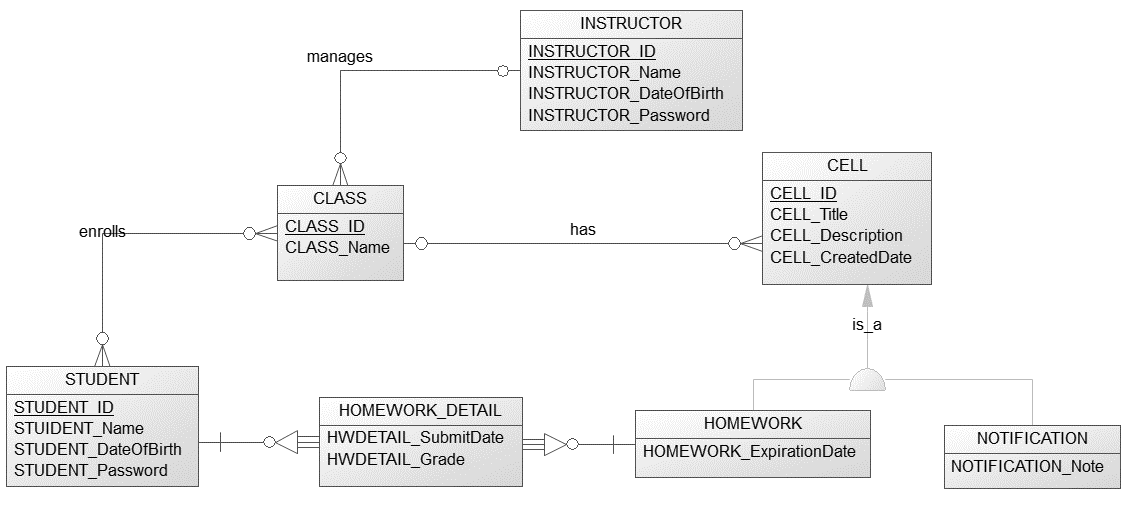 INSTRUCTOR
INSTRUCTOR_ID
INSTRUCTOR_Name
INSTRUCTOR_DateOfBirth
INSTRUCTOR_Password
manages
CELL
CELL_ID
CELL_Title
CELL_Description
CELL_CreatedDate
CLASS
CLASS_ID
CLASS_Name
has
enrolls
is_a
STUDENT
STUDENT_ID
STUIDENT_Name
STUDENT_DateOfBirth
STUDENT_Password
HOMEWORK_DETAIL
HWDETAIL_SubmitDate
HWDETAIL_Grade
HOMEWORK
HOMEWORK_ExpirationDate
NOTIFICATION
NOTIFICATION_Note